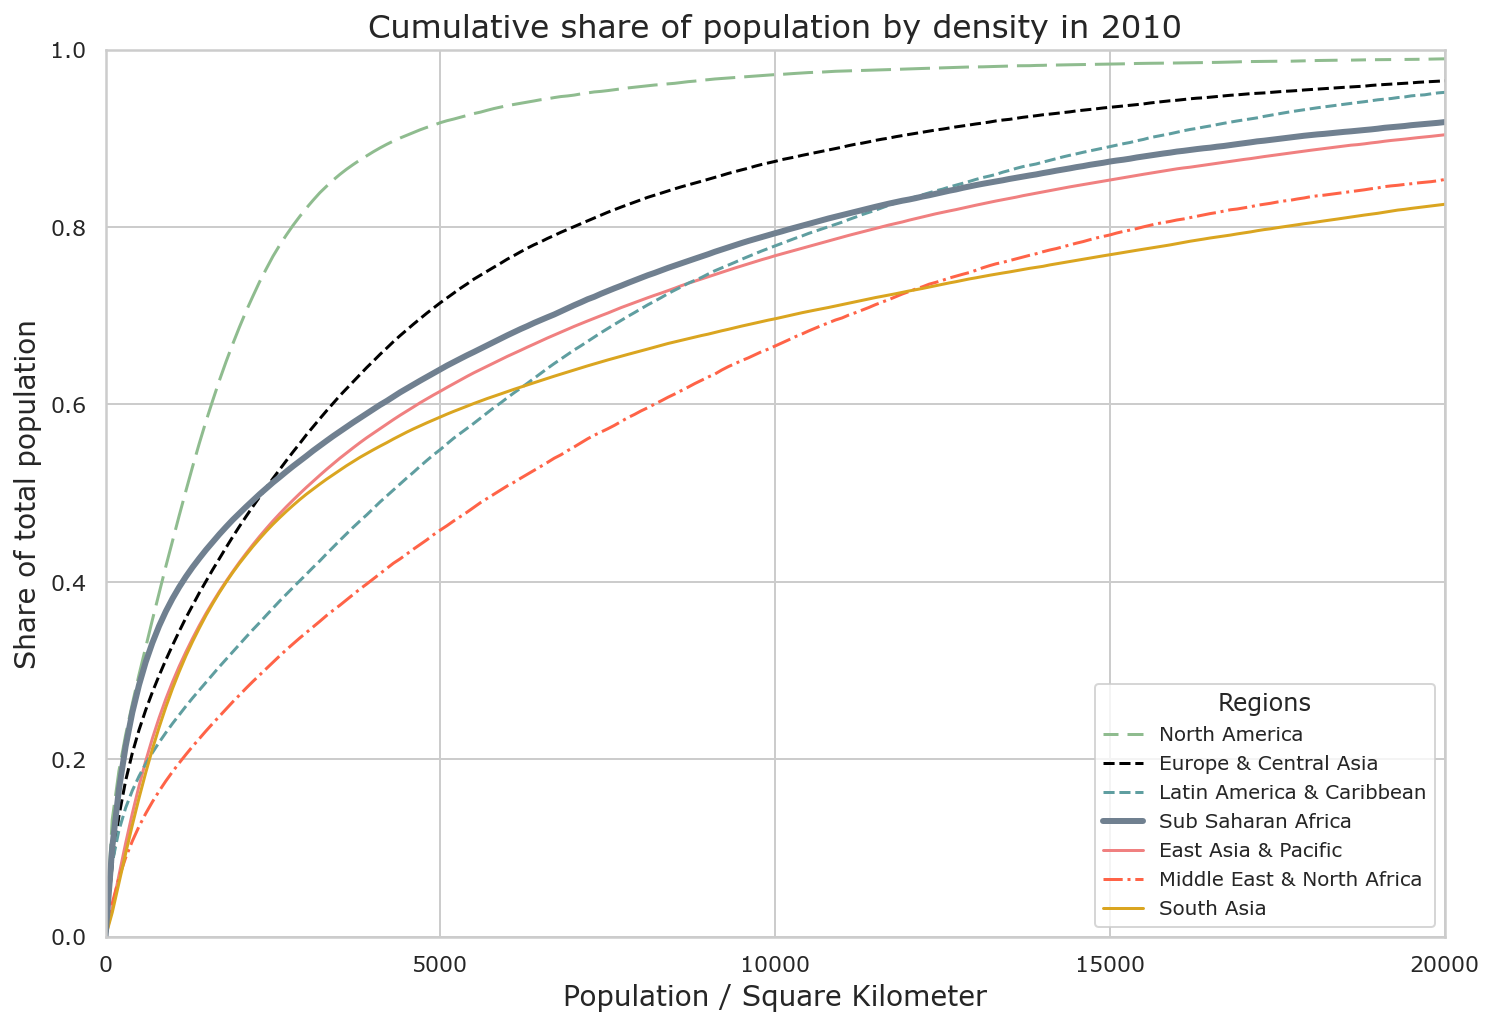 Cumulative share of population by density in 2010
1.0
0.8
0.6
0.4
0.2
0.0
Share of total population
0 5000 10000 15000 20000
Population / Square Kilometer
Regions
North America
Europe & Central Asia
Latin America & Caribbean
Sub Saharan Africa
East Asia & Pacific
Middle East & North Africa
South Asia